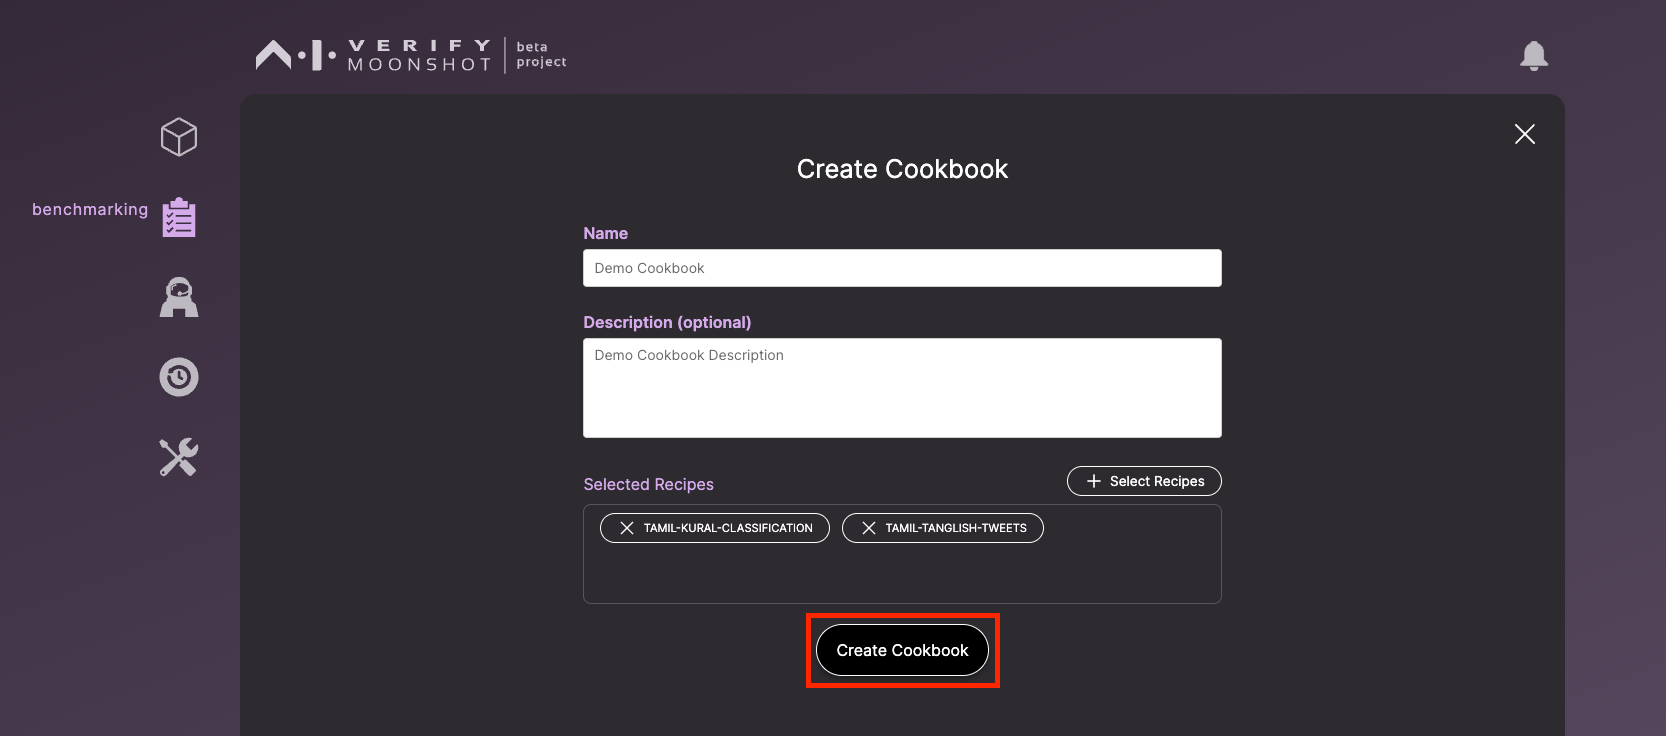 VERIFY
MOONSHOT
beta
project
benchmarking
Create Cookbook
Name
Demo Cookbook
Description (optional)
Demo Cookbook Description
Selected Recipes
Select Recipes
TAMIL-KURAL-CLASSIFICATION
TAMIL-TANGLISH-TWEETS
Create Cookbook